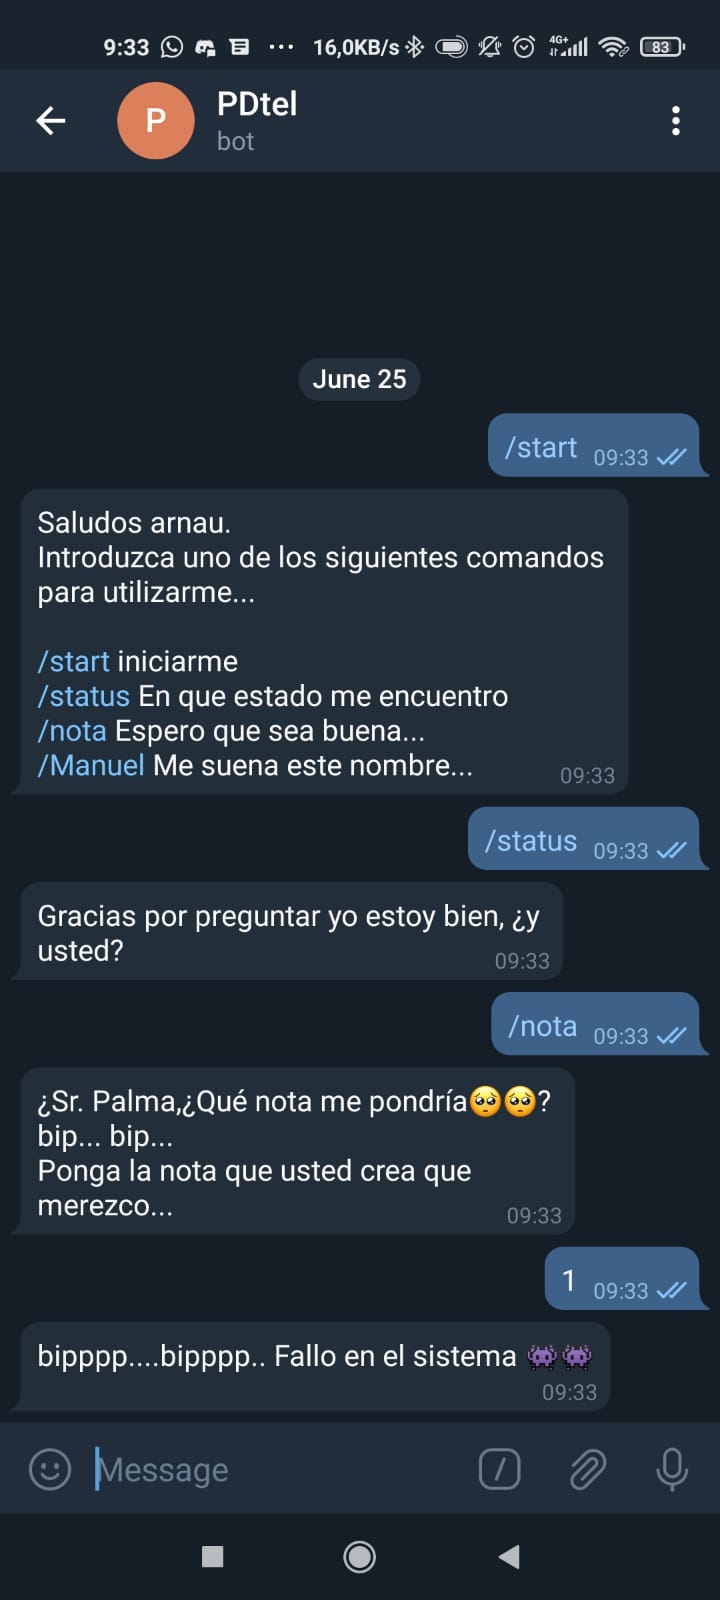 9:33 16,0KB/s 4G+ 83
P PDtel
bot
June 25
/start 09:33
Saludos arnau.
Introduzca uno de los siguientes comandos
para utilizarme...
/start iniciarme
/status En que estado me encuentro
/nota Espero que sea buena...
/Manuel Me suena este nombre...
09:33
/status 09:33
Gracias por preguntar yo estoy bien, ¿y
usted?
09:33
/nota 09:33
¿Sr. Palma,¿Qué nota me pondría🥺🥺?
bip... bip...
Ponga la nota que usted crea que
merezco...
09:33
1 09:33
bipppp....bipppp.. Fallo en el sistema 👾👾
09:33
Message